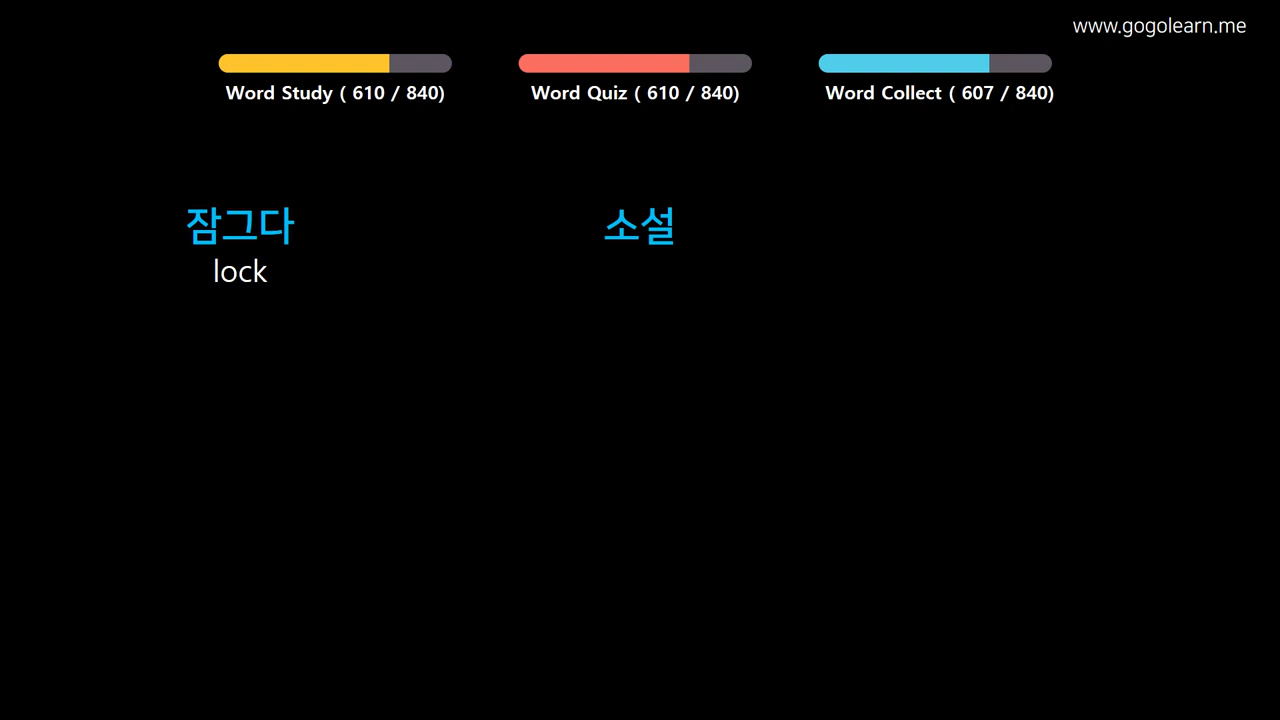 www.gogolearn.me
Word Study ( 610 / 840)
Word Quiz ( 610 / 840)
Word Collect ( 607 / 840)
잠그다
lock
소설